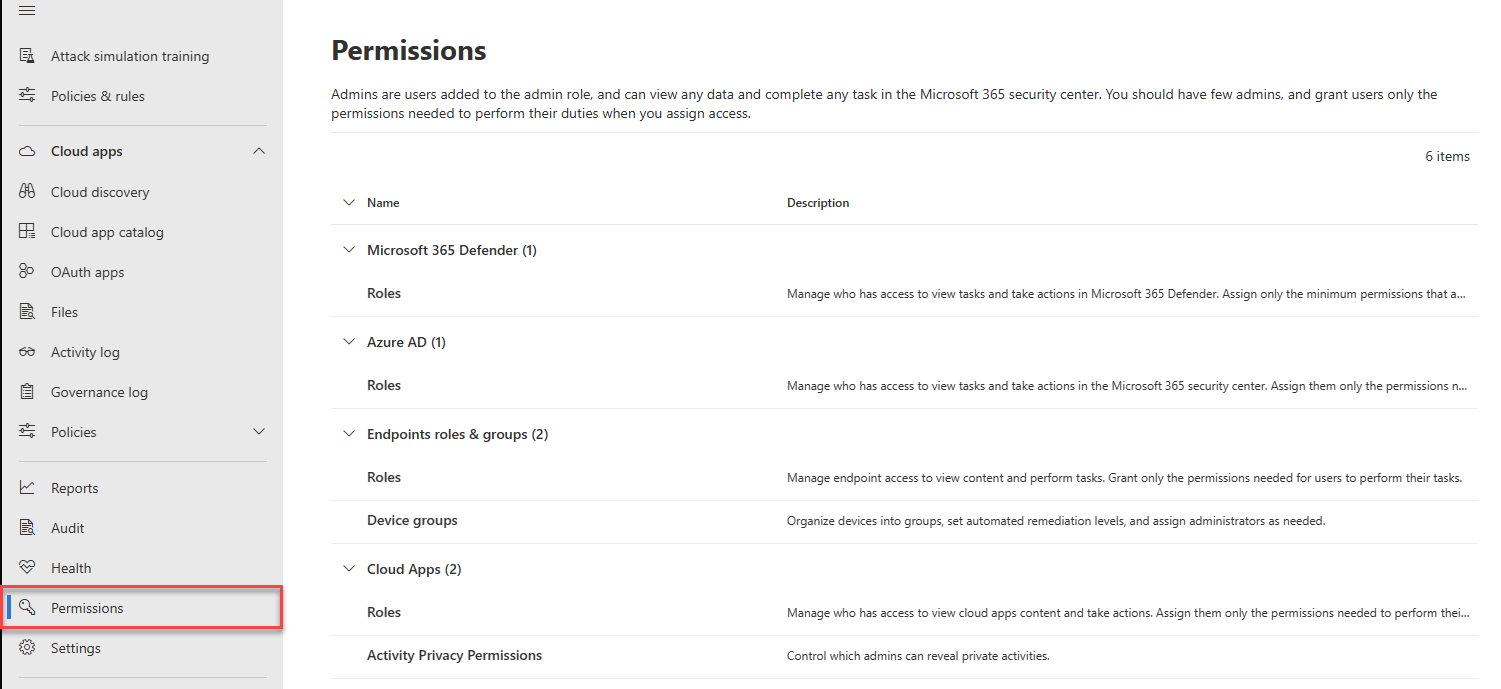 Attack simulation training
Policies & rules
Cloud apps
Cloud discovery
Cloud app catalog
OAuth apps
Files
Activity log
Governance log
Policies
Reports
Audit
Health
Permissions
Settings
Permissions
Admins are users added to the admin role, and can view any data and complete any task in the Microsoft 365 security center. You should have few admins, and grant users only the
permissions needed to perform their duties when you assign access.
6 items
Name Description
Microsoft 365 Defender (1)
Roles Manage who has access to view tasks and take actions in Microsoft 365 Defender. Assign only the minimum permissions that a...
Azure AD (1)
Roles Manage who has access to view tasks and take actions in the Microsoft 365 security center. Assign them only the permissions n...
Endpoints roles & groups (2)
Roles Manage endpoint access to view content and perform tasks. Grant only the permissions needed for users to perform their tasks.
Device groups Organize devices into groups, set automated remediation levels, and assign administrators as needed.
Cloud Apps (2)
Roles Manage who has access to view cloud apps content and take actions. Assign them only the permissions needed to perform thei...
Activity Privacy Permissions Control which admins can reveal private activities.